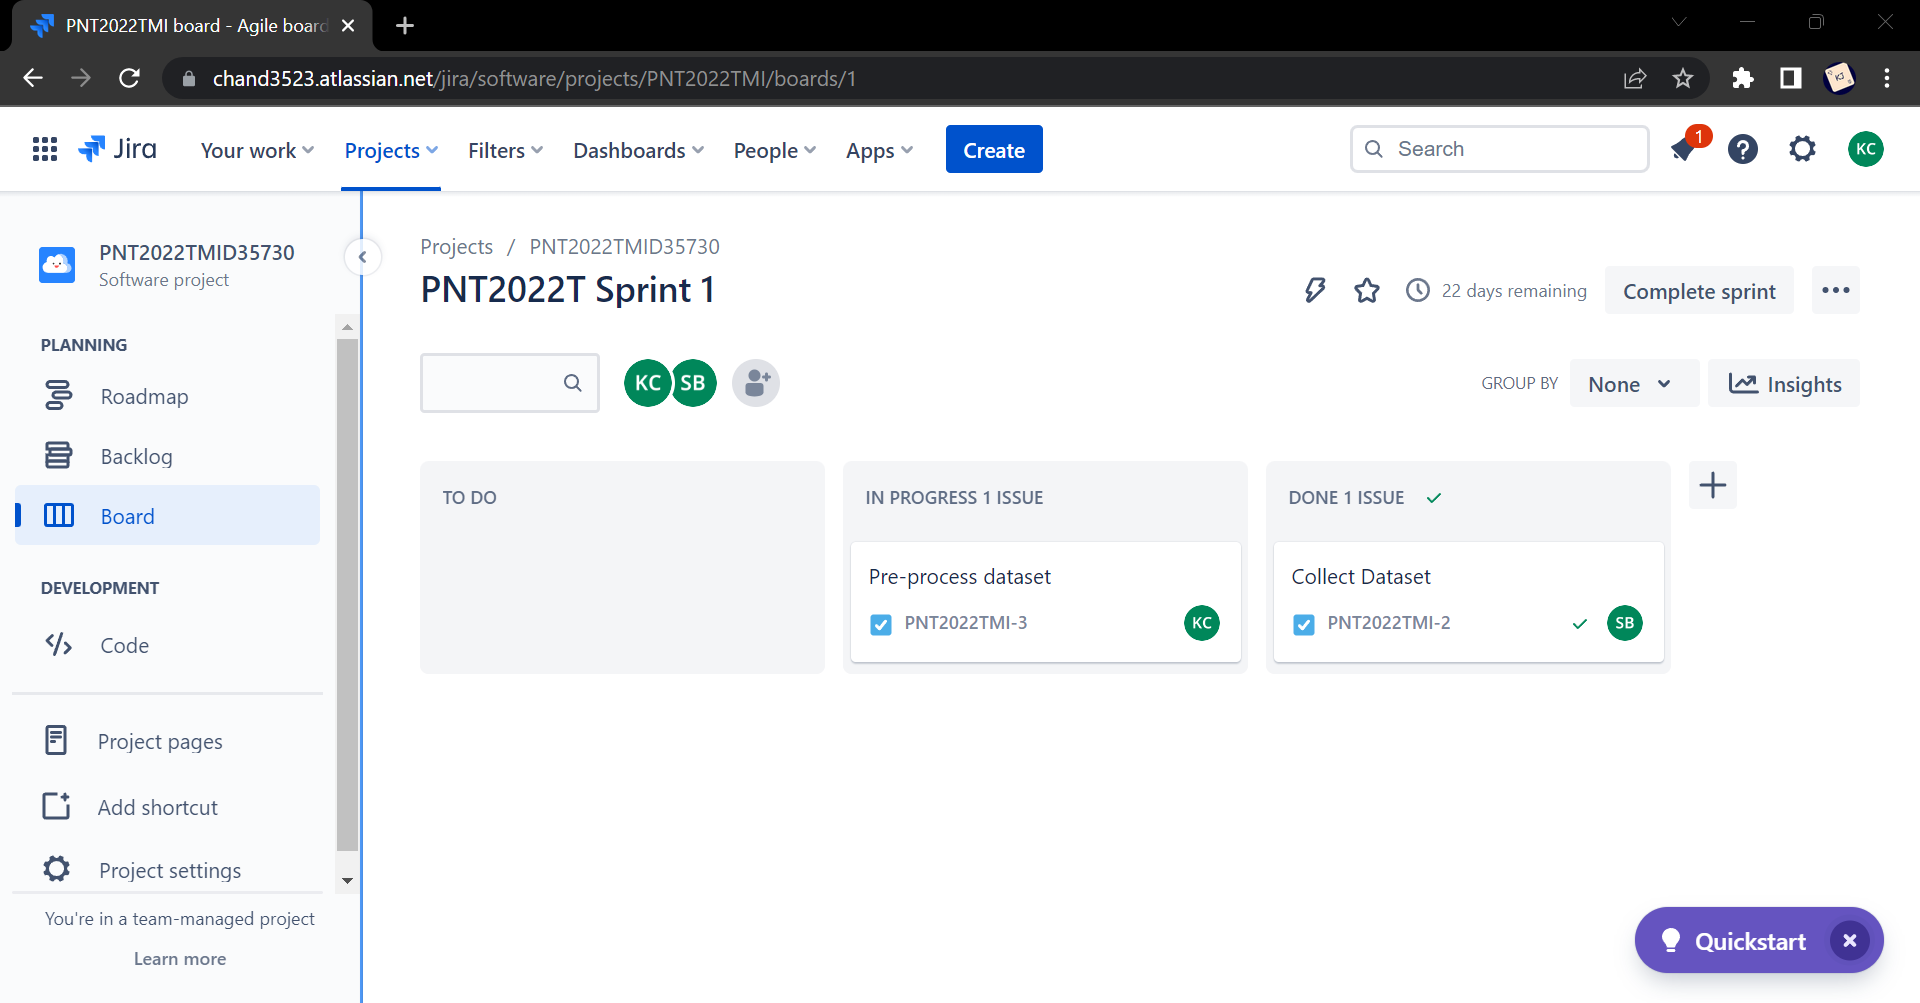 PNT2022TMI board - Agile board
chand3523.atlassian.net/jira/software/projects/PNT2022TMI/boards/1
Jira Your work Projects Filters Dashboards People Apps Create Search 1 KC
PNT2022TMID35730
Software project
PLANNING
Roadmap
Backlog
Board
DEVELOPMENT
Code
Project pages
Add shortcut
Project settings
You're in a team-managed project
Learn more
Projects / PNT2022TMID35730
PNT2022T Sprint 1
22 days remaining Complete sprint
KC SB
GROUP BY None Insights
TO DO
IN PROGRESS 1 ISSUE
Pre-process dataset
PNT2022TMI-3 KC
DONE 1 ISSUE
Collect Dataset
PNT2022TMI-2 SB
Quickstart